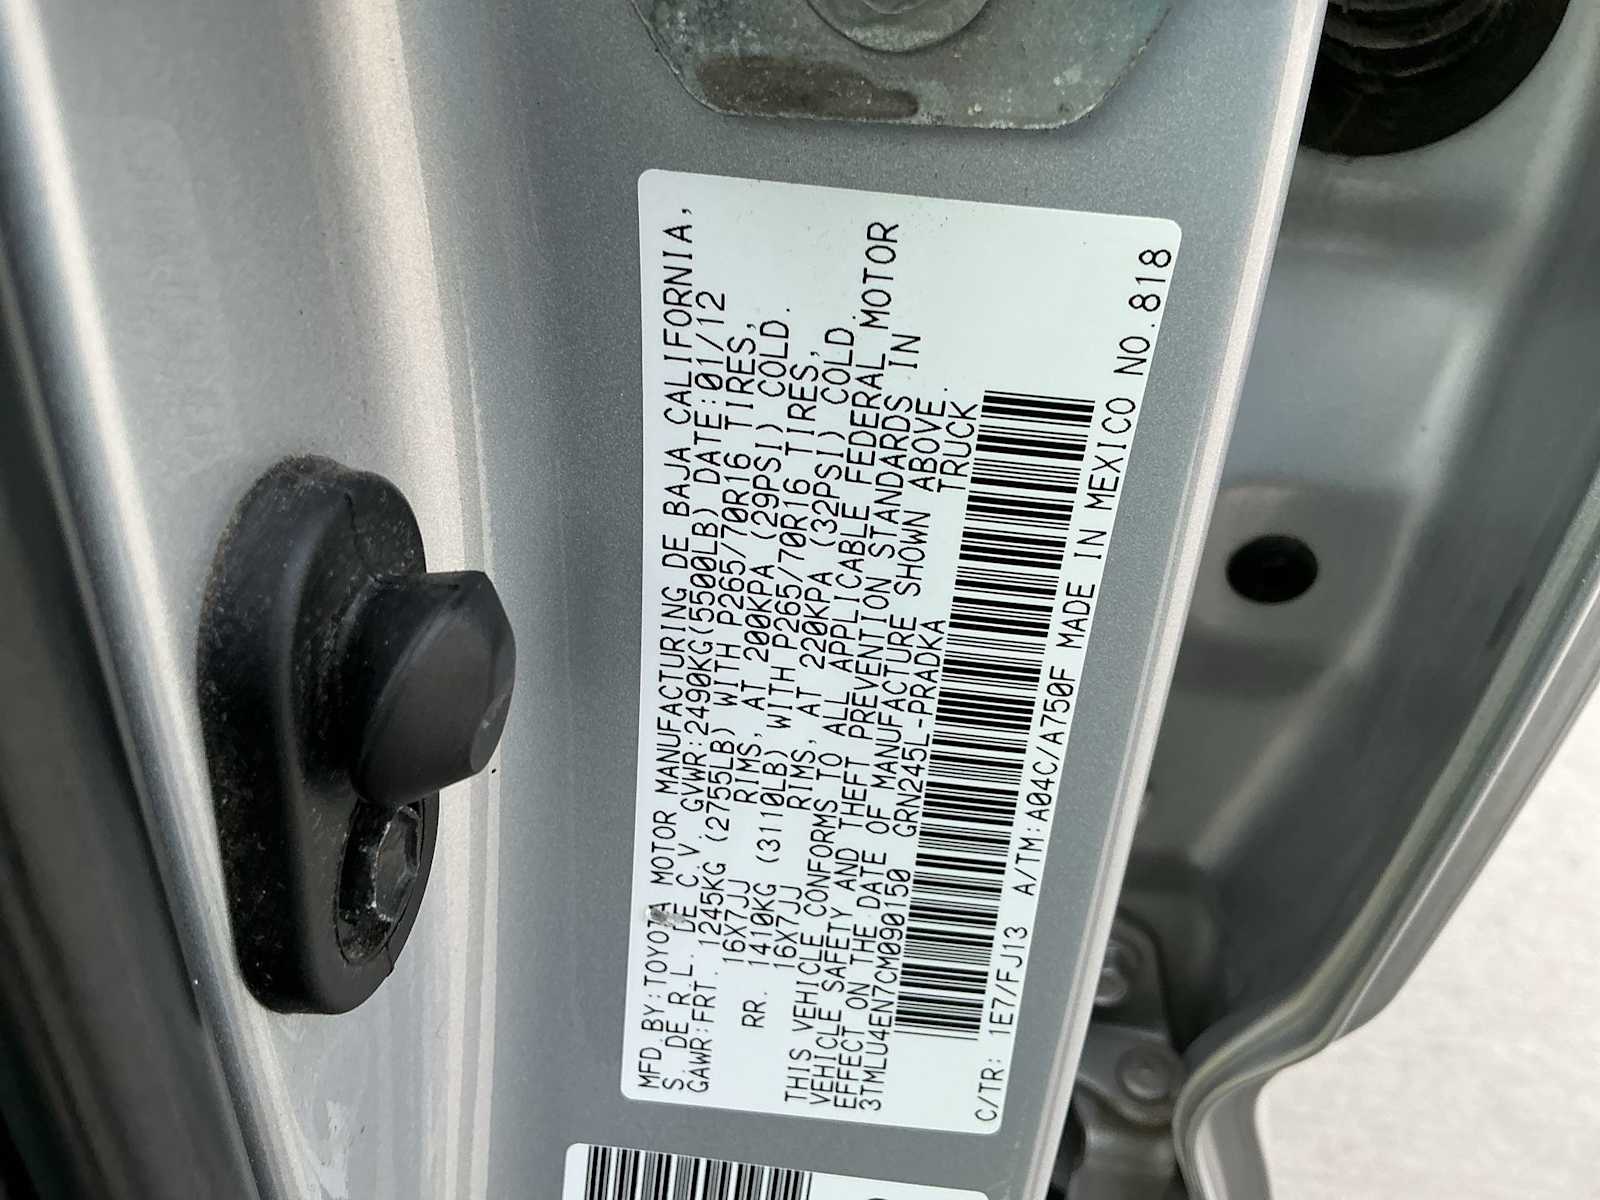 MFD.BY:TOYOTA MOTOR MANUFACTURING DE BAJA CALIFORNIA,
S. DE R.L. DE C.V. GVWR:2490KG(5500LB) DATE:01/12
GAWR:FRT. 1245KG (2755LB) WITH P265/70R16 TIRES,
16X7JJ RIMS, AT 200KPA (29PSI) COLD.
RR. 1410KG (3110LB) WITH P265/70R16 TIRES,
16X7JJ RIMS, AT 220KPA (32PSI) COLD.
THIS VEHICLE CONFORMS TO ALL APPLICABLE FEDERAL MOTOR
VEHICLE SAFETY AND THEFT PREVENTION STANDARDS IN
EFFECT ON THE DATE OF MANUFACTURE SHOWN ABOVE.
3TMLU4EN7CM090150 GRN245L-PRADKA TRUCK
C/TR: 1E7/FJ13 A/TM:A04C/A750F MADE IN MEXICO NO.818